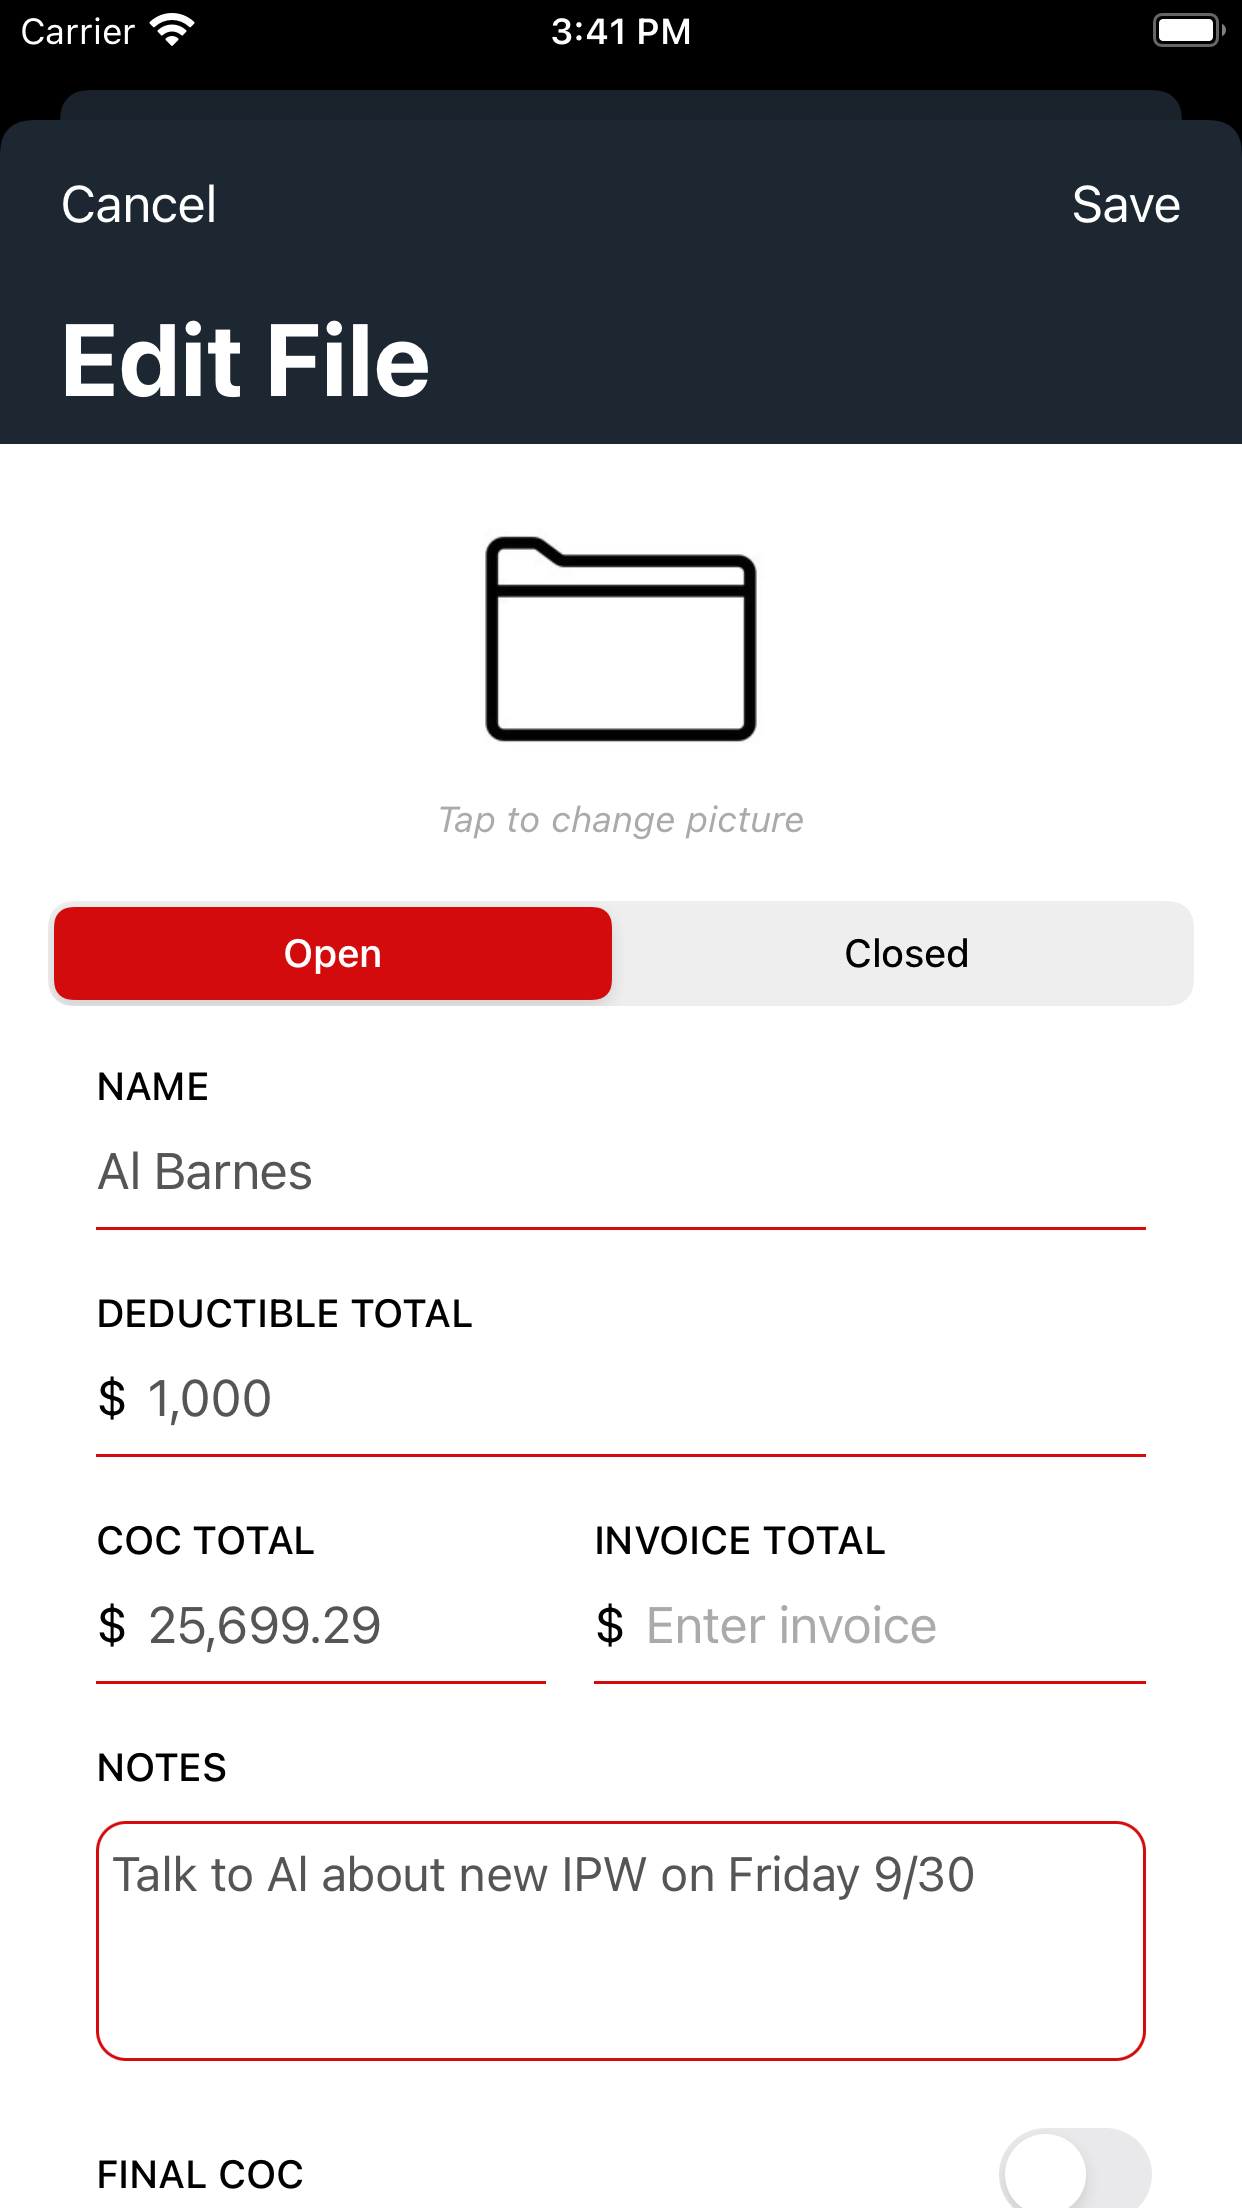 Carrier 3:41 PM
Cancel Save
Edit File
Tap to change picture
Open Closed
NAME
Al Barnes
DEDUCTIBLE TOTAL
$ 1,000
COC TOTAL INVOICE TOTAL
$ 25,699.29 $ Enter invoice
NOTES
Talk to Al about new IPW on Friday 9/30
FINAL COC